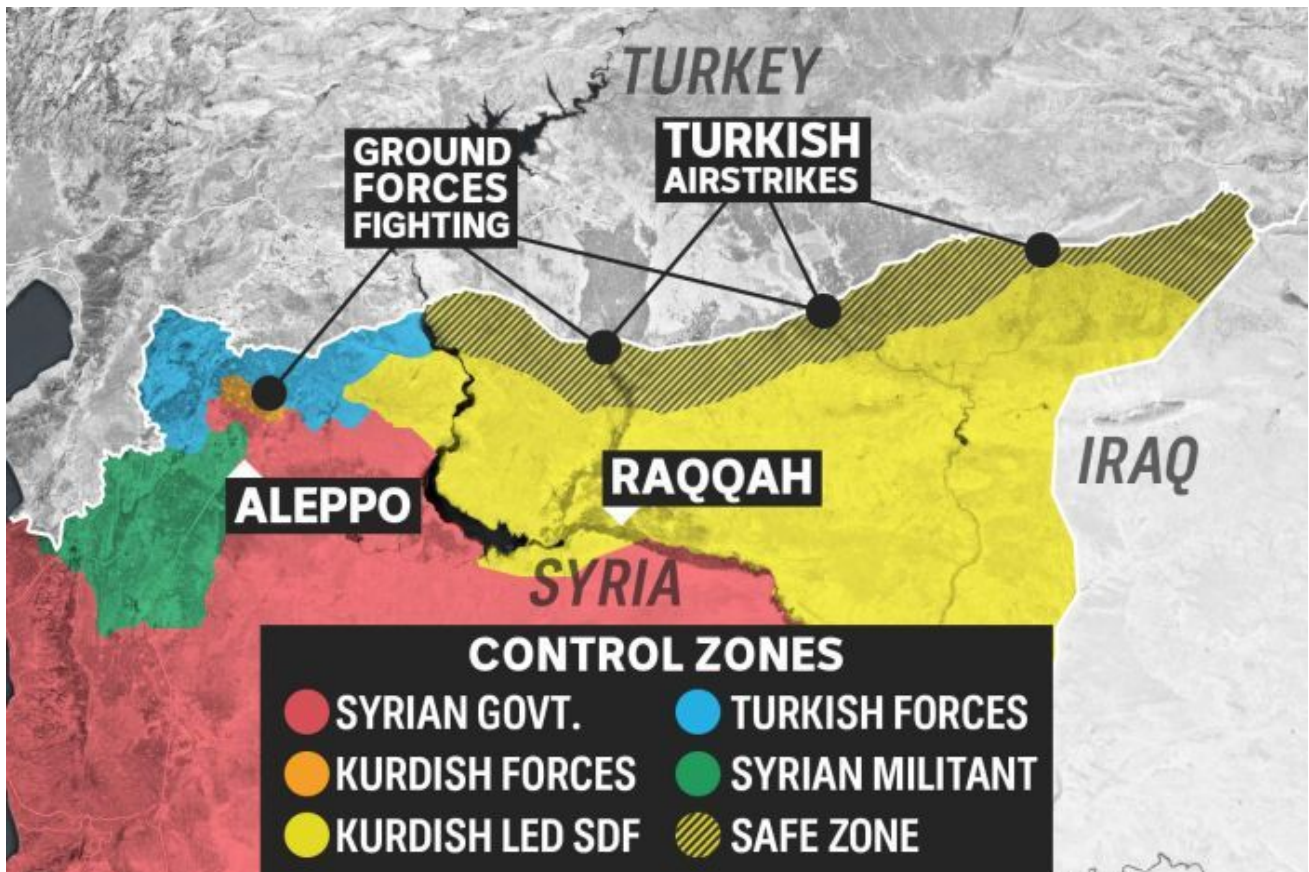 TURKEY
GROUND
FORCES
FIGHTING
TURKISH
AIRSTRIKES
IRAQ
RAQQAH
ALEPPO
SYRIA
CONTROL ZONES
SYRIAN GOVT.
TURKISH FORCES
KURDISH FORCES
SYRIAN MILITANT
KURDISH LED SDF
SAFE ZONE